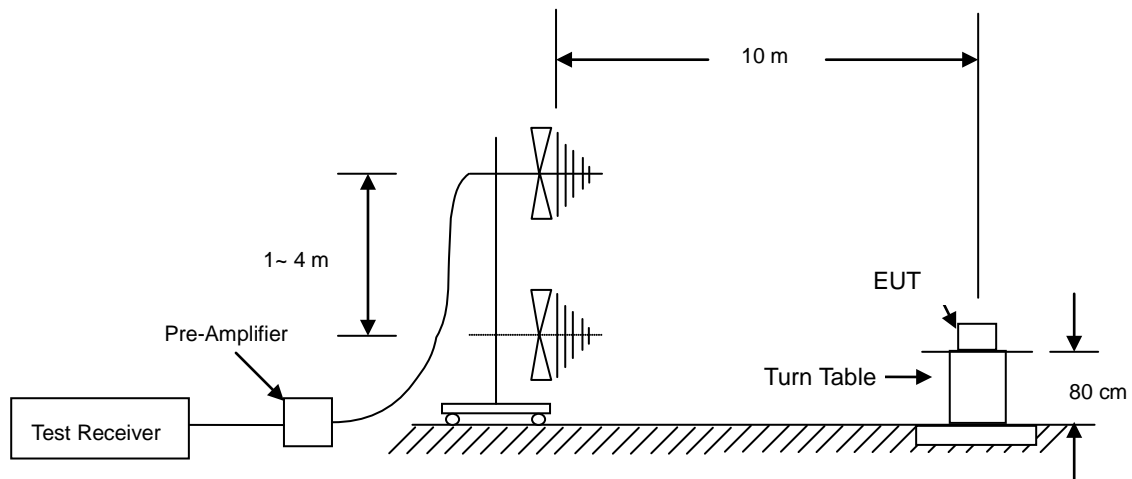 10 m
1~ 4 m
EUT
Pre-Amplifier
Turn Table
80 cm
Test Receiver